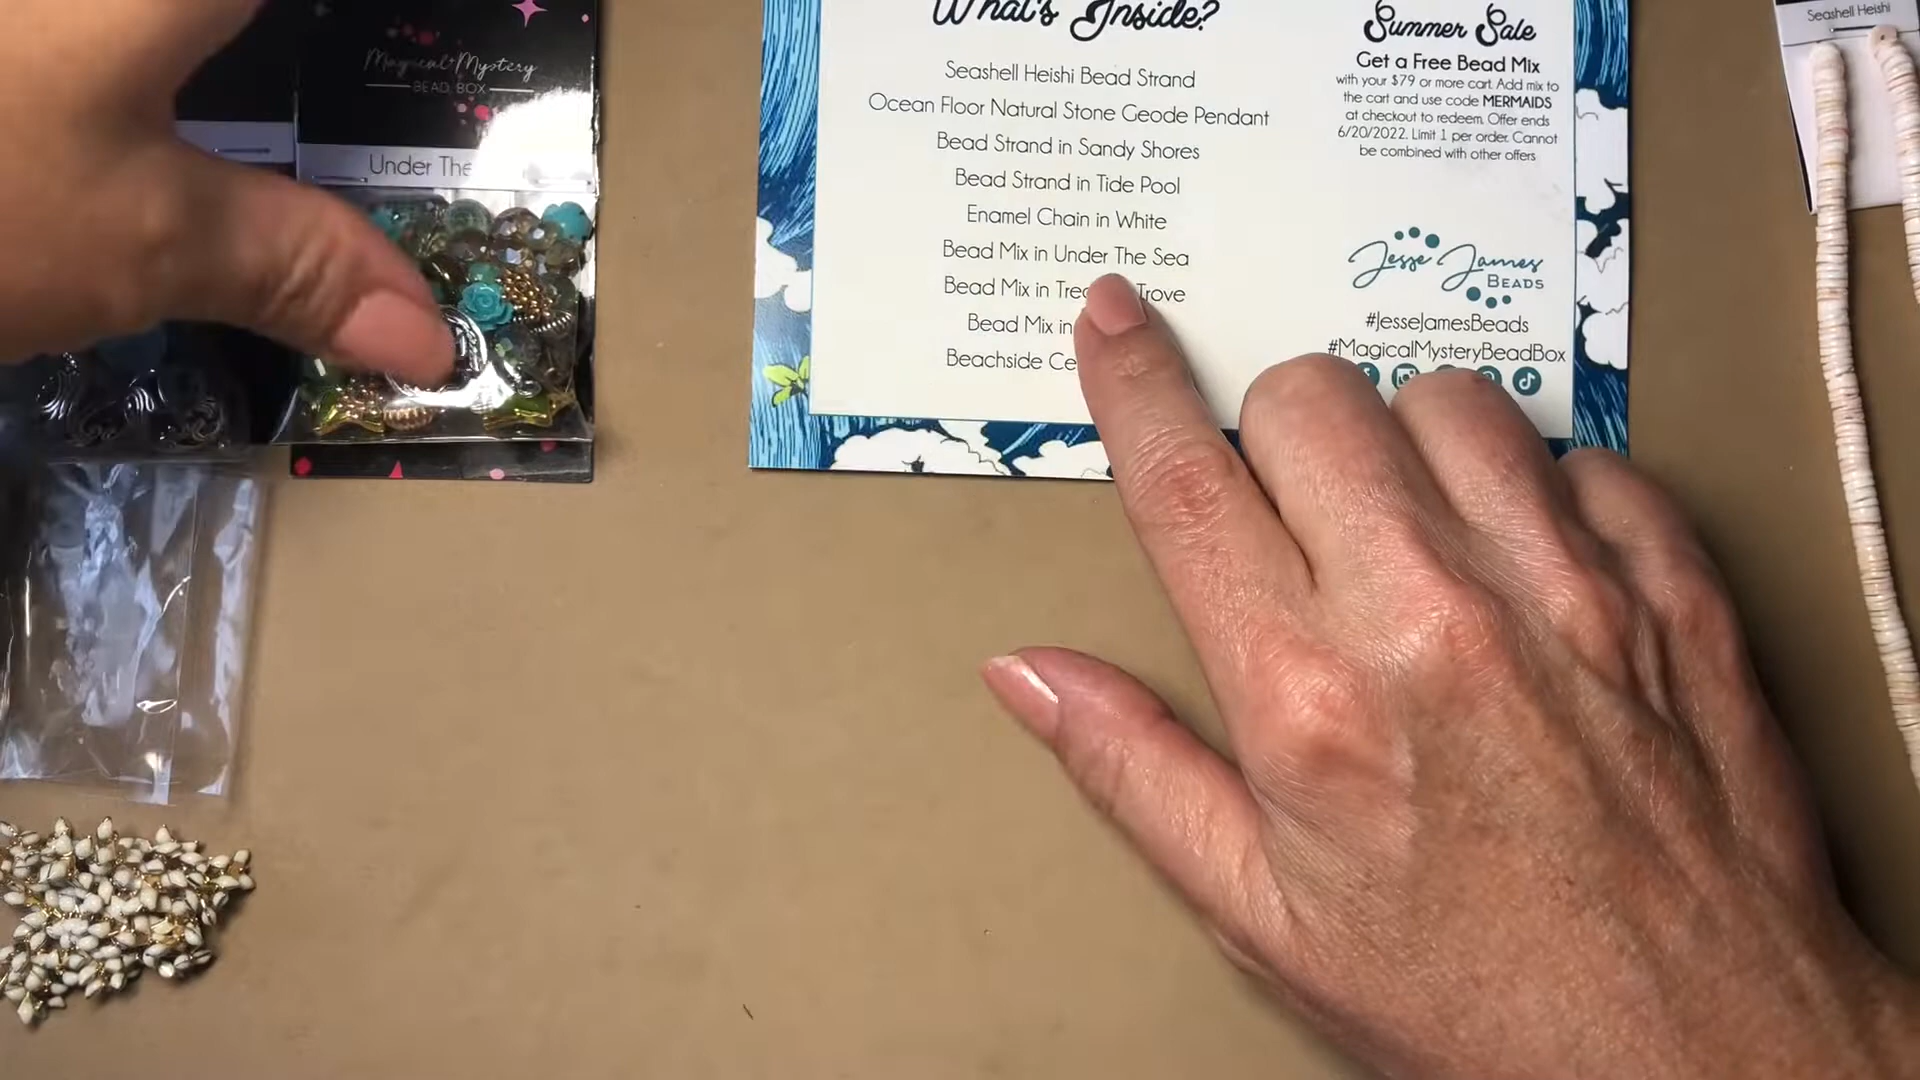 Magical Mystery
BEAD BOX
Under The
What's Inside?
Seashell Heishi Bead Strand
Ocean Floor Natural Stone Geode Pendant
Bead Strand in Sandy Shores
Bead Strand in Tide Pool
Enamel Chain in White
Bead Mix in Under The Sea
Bead Mix in Trove
Bead Mix in
Beachside
Summer Sale
Get a Free Bead Mix
with your $79 or more cart. Add mix to
the cart and use code MERMAIDS
at checkout to redeem. Offer ends
6/20/2022. Limit 1 per order. Cannot
be combined with other offers
Jesse James
BEADS
#JesseJamesBeads
#MagicalMysteryBeadBox
Seashell Heishi